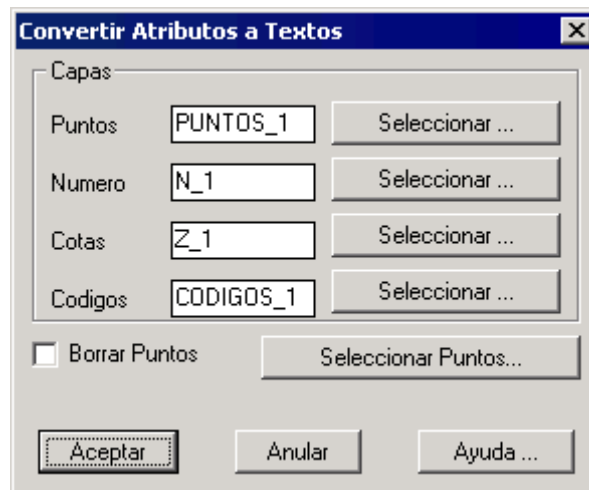 Convertir Atributos a Textos
Capas
Puntos PUNTOS_1 Seleccionar ...
Numero N_1 Seleccionar ...
Cotas Z_1 Seleccionar ...
Codigos CODIGOS_1 Seleccionar ...
Borrar Puntos Seleccionar Puntos...
Aceptar Anular Ayuda ...